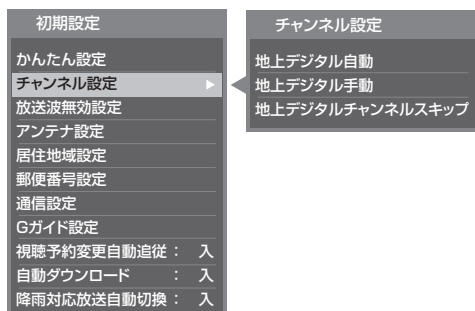 初期設定
かんたん設定
チャンネル設定
放送波無効設定
アンテナ設定
居住地域設定
郵便番号設定
通信設定
Gガイド設定
視聴予約変更自動追従： 入
自動ダウンロード ： 入
降雨対応放送自動切換： 入
チャンネル設定
地上デジタル自動
地上デジタル手動
地上デジタルチャンネルスキップ